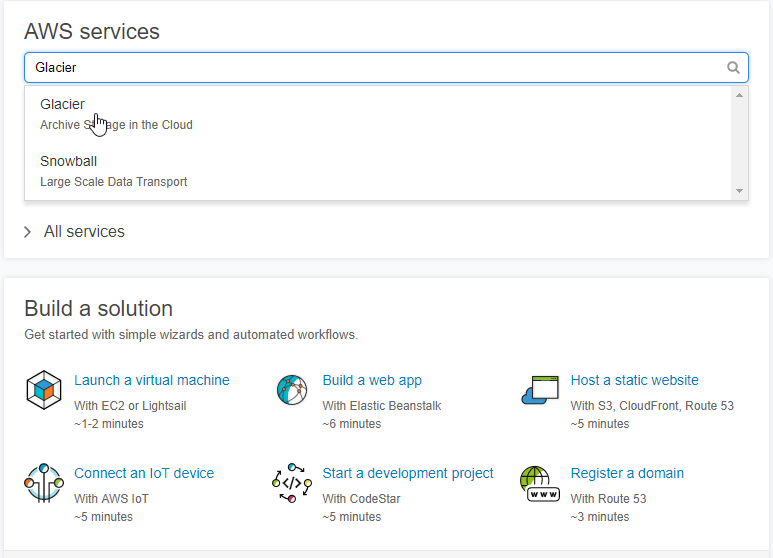 AWS services
Glacier
Glacier
Archive Storage in the Cloud
Snowball
Large Scale Data Transport
All services
Build a solution
Get started with simple wizards and automated workflows.
Launch a virtual machine
With EC2 or Lightsail
~1-2 minutes
Build a web app
With Elastic Beanstalk
~6 minutes
Host a static website
With S3, CloudFront, Route 53
~5 minutes
Connect an IoT device
With AWS IoT
~5 minutes
Start a development project
With CodeStar
~5 minutes
Register a domain
With Route 53
~3 minutes
www